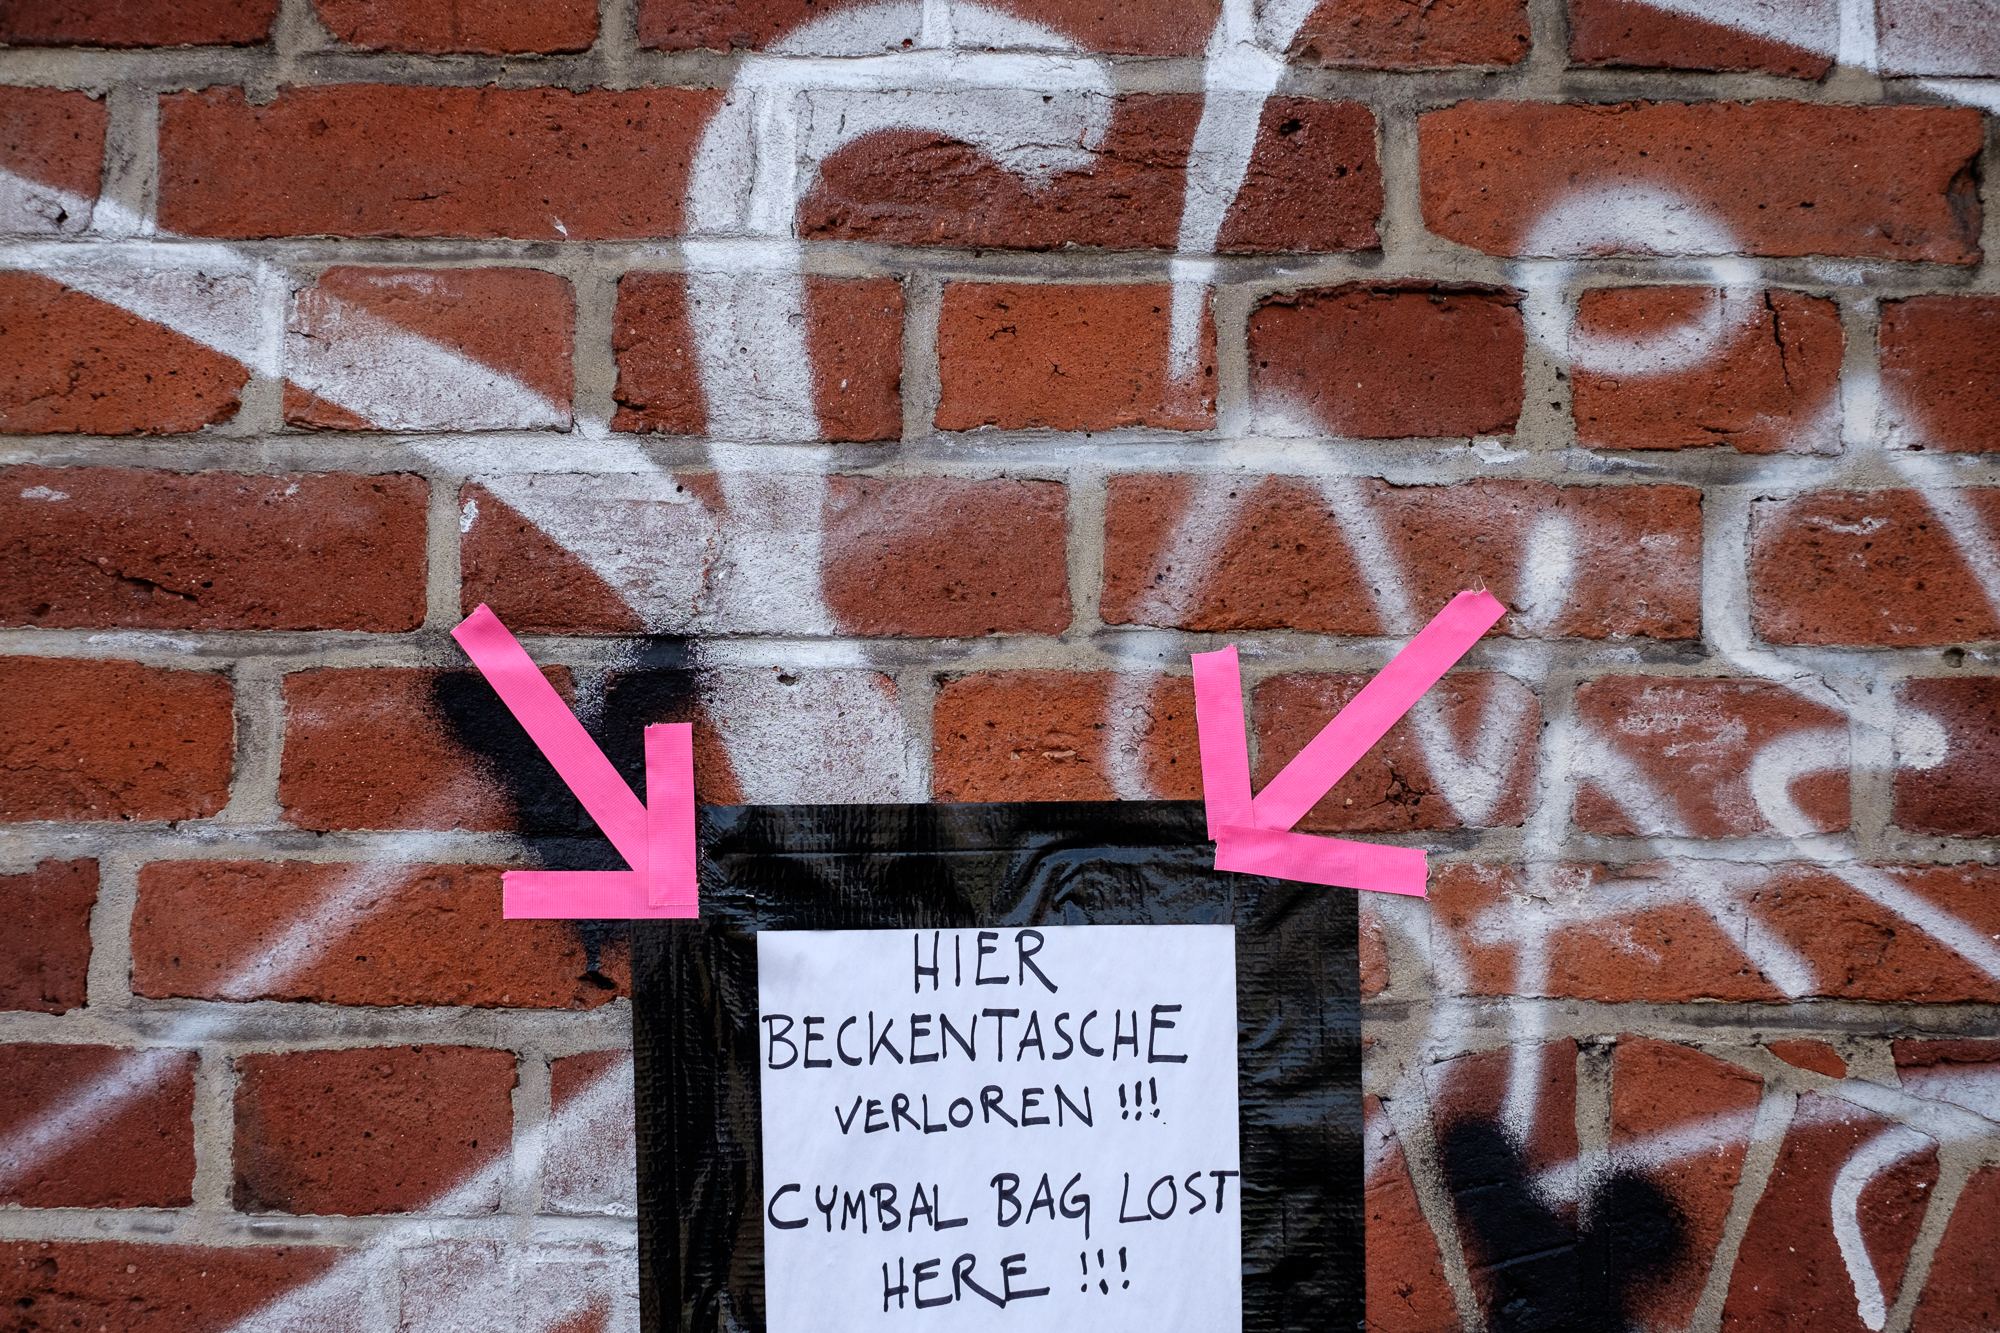 HIER
BECKENTASCHE
VERLOREN !!!
CYMBAL BAG LOST
HERE !!!